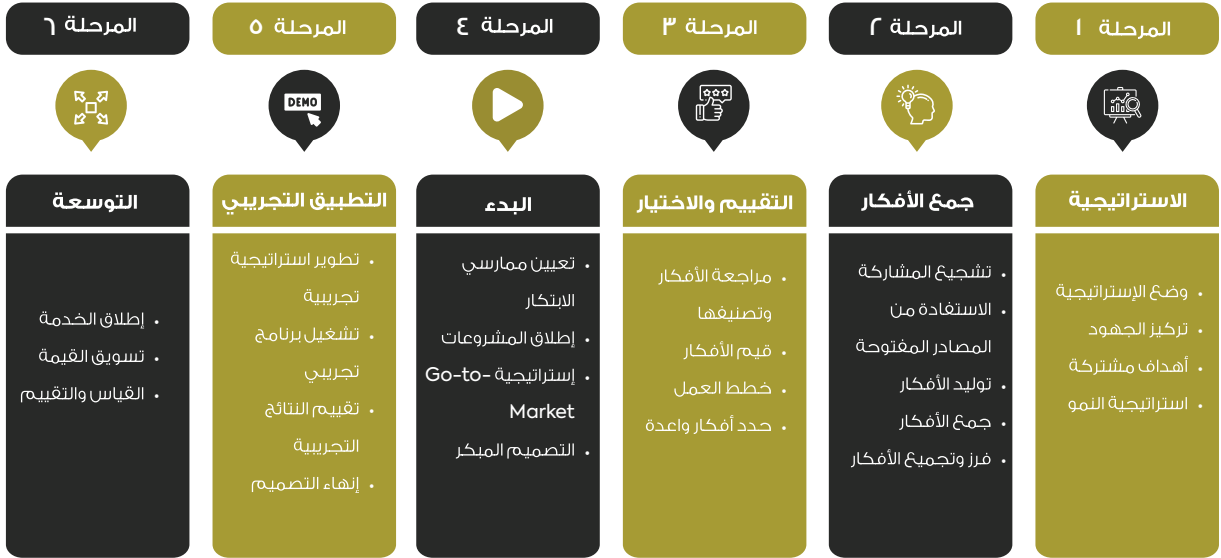 المرحلة ١
المرحلة ٢
المرحلة ٣
المرحلة ٤
المرحلة ٥
المرحلة ٦
DEMO
الاستراتيجية
• وضع الإستراتيجية
• تركيز الجهود
• أهداف مشتركة
• استراتيجية النمو
جمع الأفكار
• تشجيع المشاركة
• الاستفادة من
المصادر المفتوحة
• توليد الأفكار
• جمع الأفكار
• فرز وتجميع الأفكار
التقييم والاختيار
• مراجعة الأفكار
وتصنيفها
• قيم الأفكار
• خطط العمل
• حدد أفكار واعدة
البدء
• تعيين ممارسي
الابتكار
• إطلاق المشروعات
• إستراتيجية Go-to-
Market
• التصميم المبكر
التطبيق التجريبي
• تطوير استراتيجية
تجريبية
• تشغيل برنامج
تجريبي
• تقييم النتائج
التجريبية
• إنهاء التصميم
التوسعة
• إطلاق الخدمة
• تسويق القيمة
• القياس والتقييم